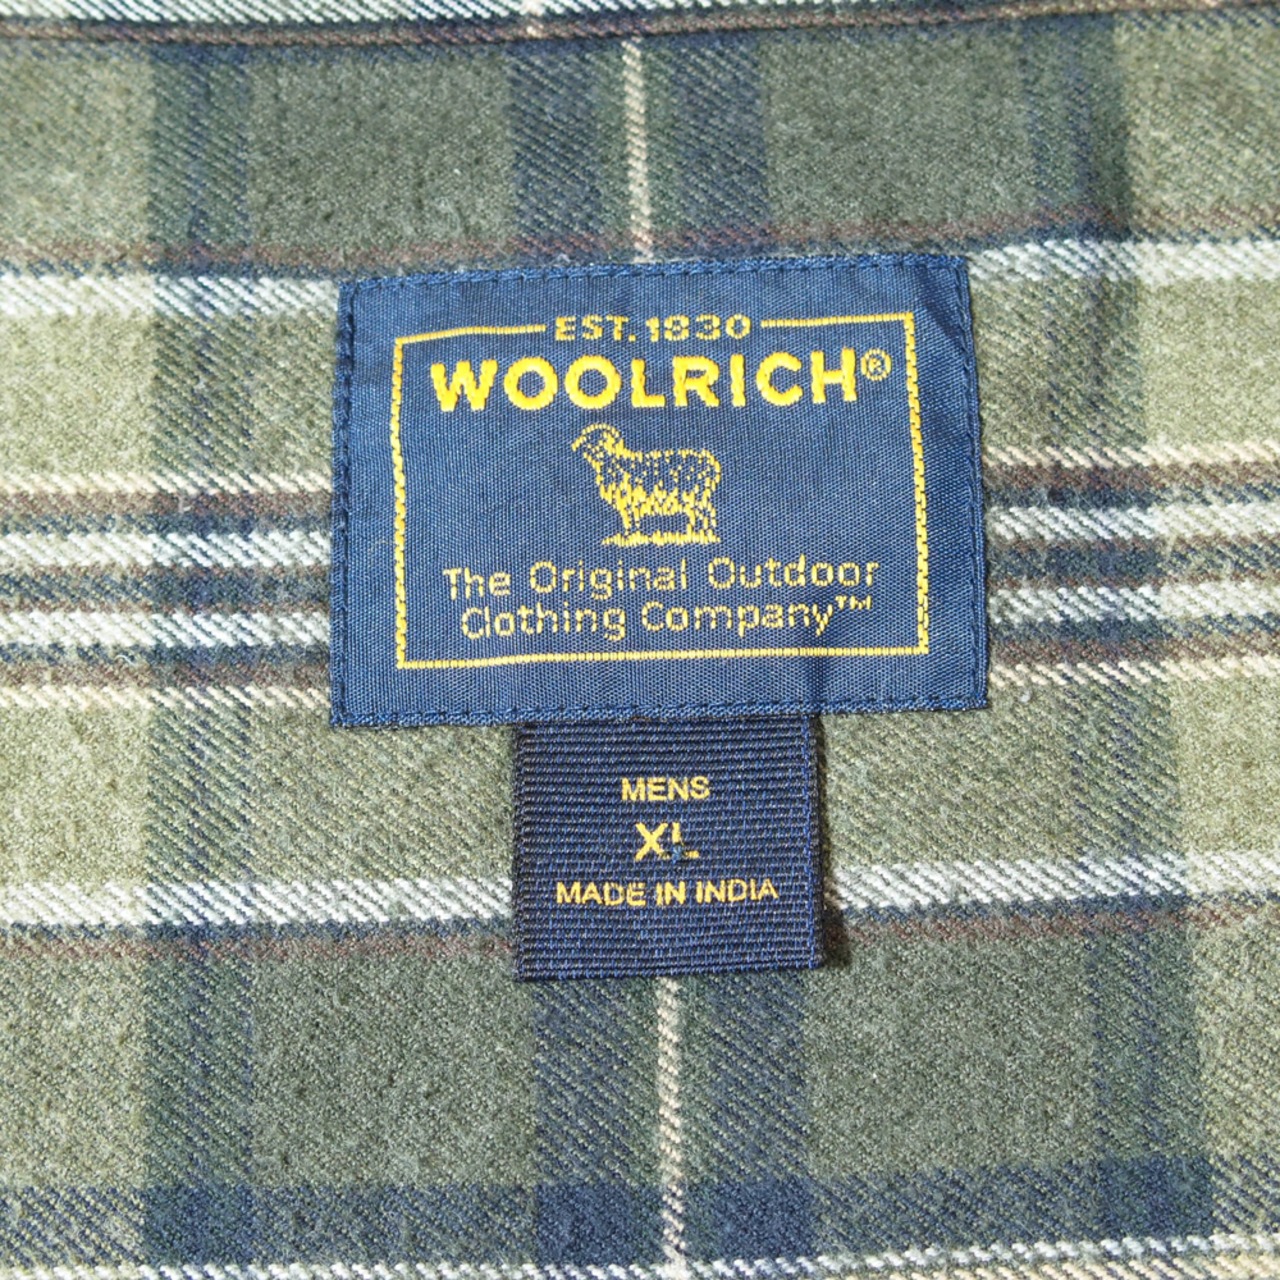 EST. 1830
WOOLRICH®
The Original Outdoor
Clothing Company™
MENS
XL
MADE IN INDIA